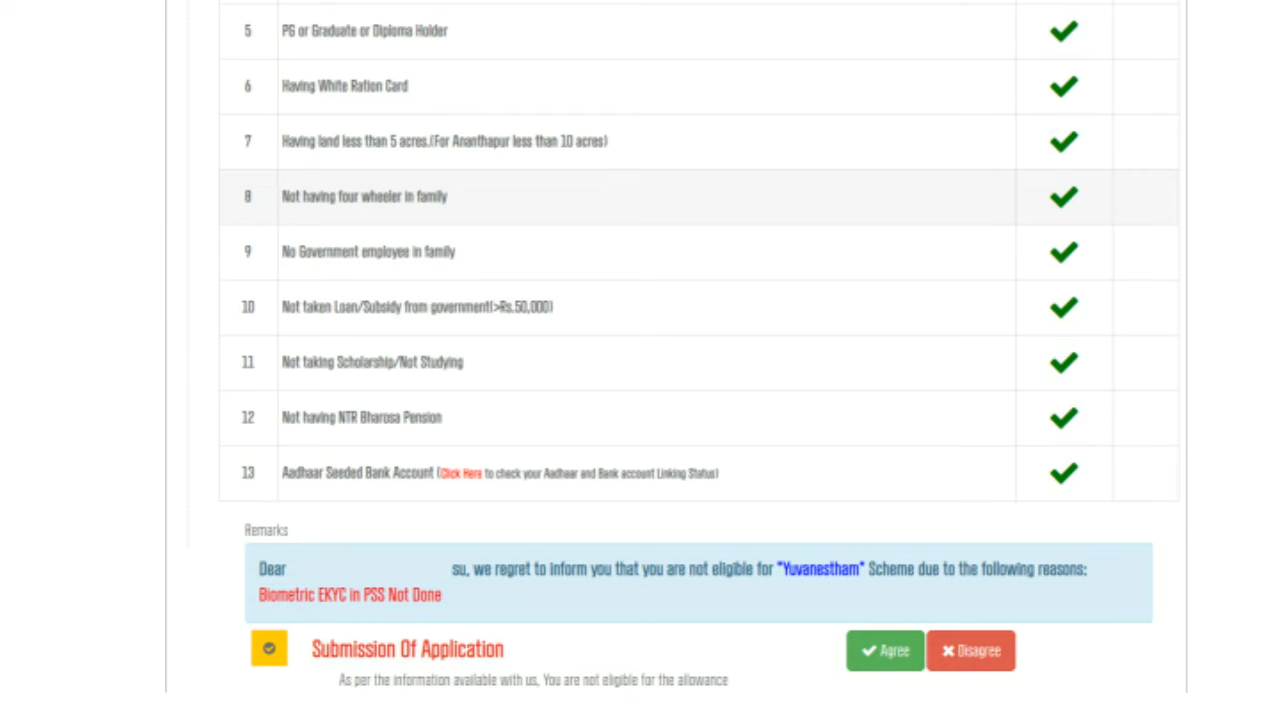 5 PG or Graduate or Diploma Holder
6 Having White Ration Card
7 Having land less than 5 acres.(For Ananthapur less than 10 acres)
8 Not having four wheeler in family
9 No Government employee in family
10 Not taken Loan/Subsidy from government(>Rs.50,000)
11 Not taking Scholarship/Not Studying
12 Not having NTR Bharosa Pension
13 Aadhaar Seeded Bank Account (Click Here to check your Aadhaar and Bank account Linking Status)
Remarks
Dear su, we regret to inform you that you are not eligible for "Yuvanestham" Scheme due to the following reasons:
Biometric EKYC in PSS Not Done
Submission Of Application Agree Disagree
As per the information available with us, You are not eligible for the allowance